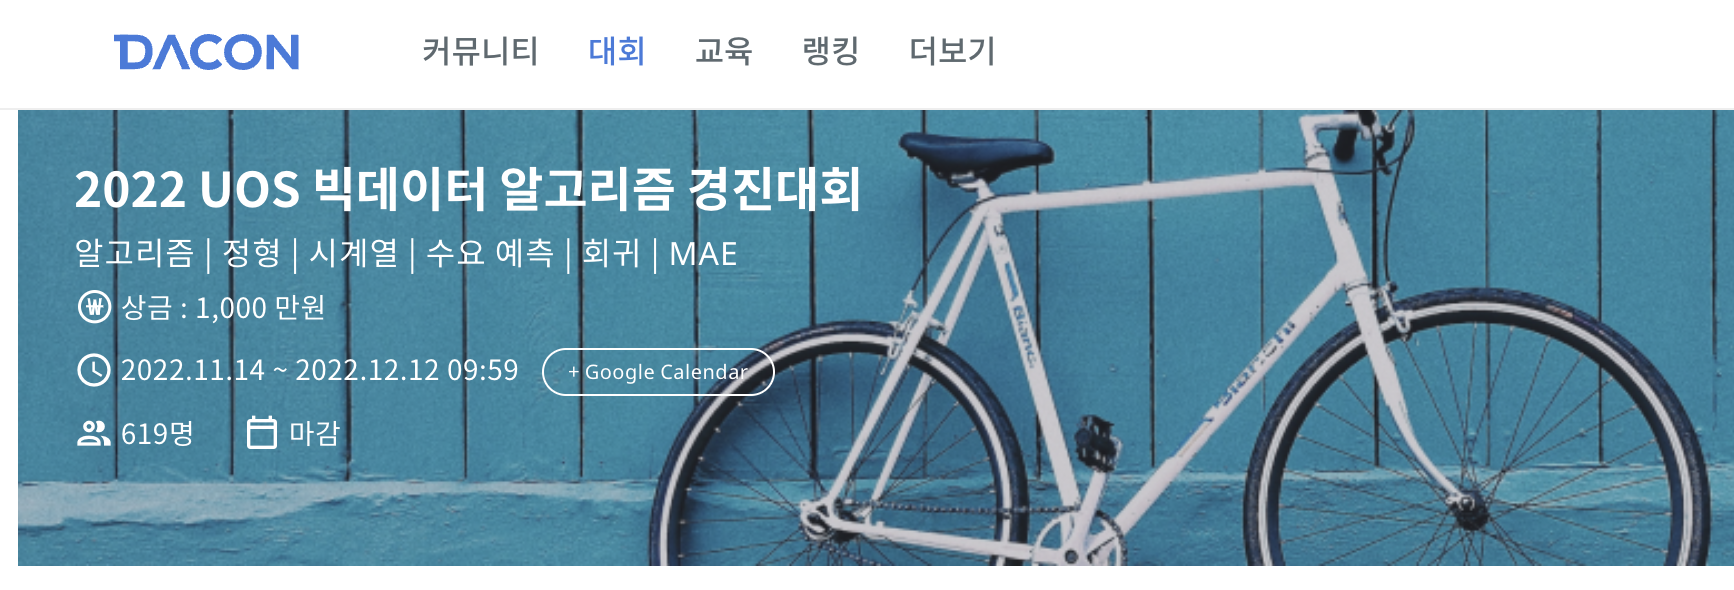 DACON 커뮤니티 대회 교육 랭킹 더보기
2022 UOS 빅데이터 알고리즘 경진대회
알고리즘 | 정형 | 시계열 | 수요 예측 | 회귀 | MAE
₩ 상금 : 1,000 만원
2022.11.14 ~ 2022.12.12 09:59 + Google Calendar
619명 마감
Bianchi
Bianchi